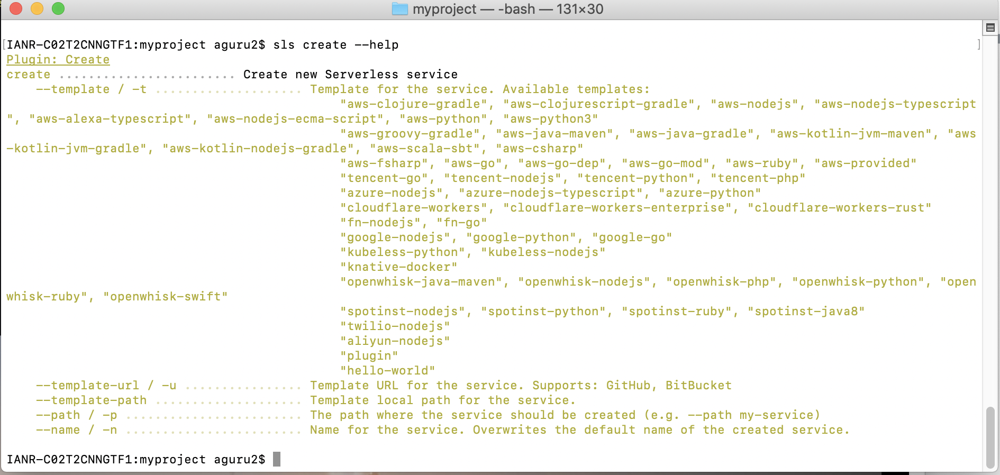 myproject — -bash — 131×30
[IANR-C02T2CNNGTF1:myproject aguru2$ sls create --help ]
Plugin: Create
create ........................ Create new Serverless service
    --template / -t .................... Template for the service. Available templates:
                                             "aws-clojure-gradle", "aws-clojurescript-gradle", "aws-nodejs", "aws-nodejs-typescript
", "aws-alexa-typescript", "aws-nodejs-ecma-script", "aws-python", "aws-python3"
                                             "aws-groovy-gradle", "aws-java-maven", "aws-java-gradle", "aws-kotlin-jvm-maven", "aws
-kotlin-jvm-gradle", "aws-kotlin-nodejs-gradle", "aws-scala-sbt", "aws-csharp"
                                             "aws-fsharp", "aws-go", "aws-go-dep", "aws-go-mod", "aws-ruby", "aws-provided"
                                             "tencent-go", "tencent-nodejs", "tencent-python", "tencent-php"
                                             "azure-nodejs", "azure-nodejs-typescript", "azure-python"
                                             "cloudflare-workers", "cloudflare-workers-enterprise", "cloudflare-workers-rust"
                                             "fn-nodejs", "fn-go"
                                             "google-nodejs", "google-python", "google-go"
                                             "kubeless-python", "kubeless-nodejs"
                                             "knative-docker"
                                             "openwhisk-java-maven", "openwhisk-nodejs", "openwhisk-php", "openwhisk-python", "open
whisk-ruby", "openwhisk-swift"
                                             "spotinst-nodejs", "spotinst-python", "spotinst-ruby", "spotinst-java8"
                                             "twilio-nodejs"
                                             "aliyun-nodejs"
                                             "plugin"
                                             "hello-world"
    --template-url / -u ................ Template URL for the service. Supports: GitHub, BitBucket
    --template-path .................... Template local path for the service.
    --path / -p ........................ The path where the service should be created (e.g. --path my-service)
    --name / -n ........................ Name for the service. Overwrites the default name of the created service.
IANR-C02T2CNNGTF1:myproject aguru2$